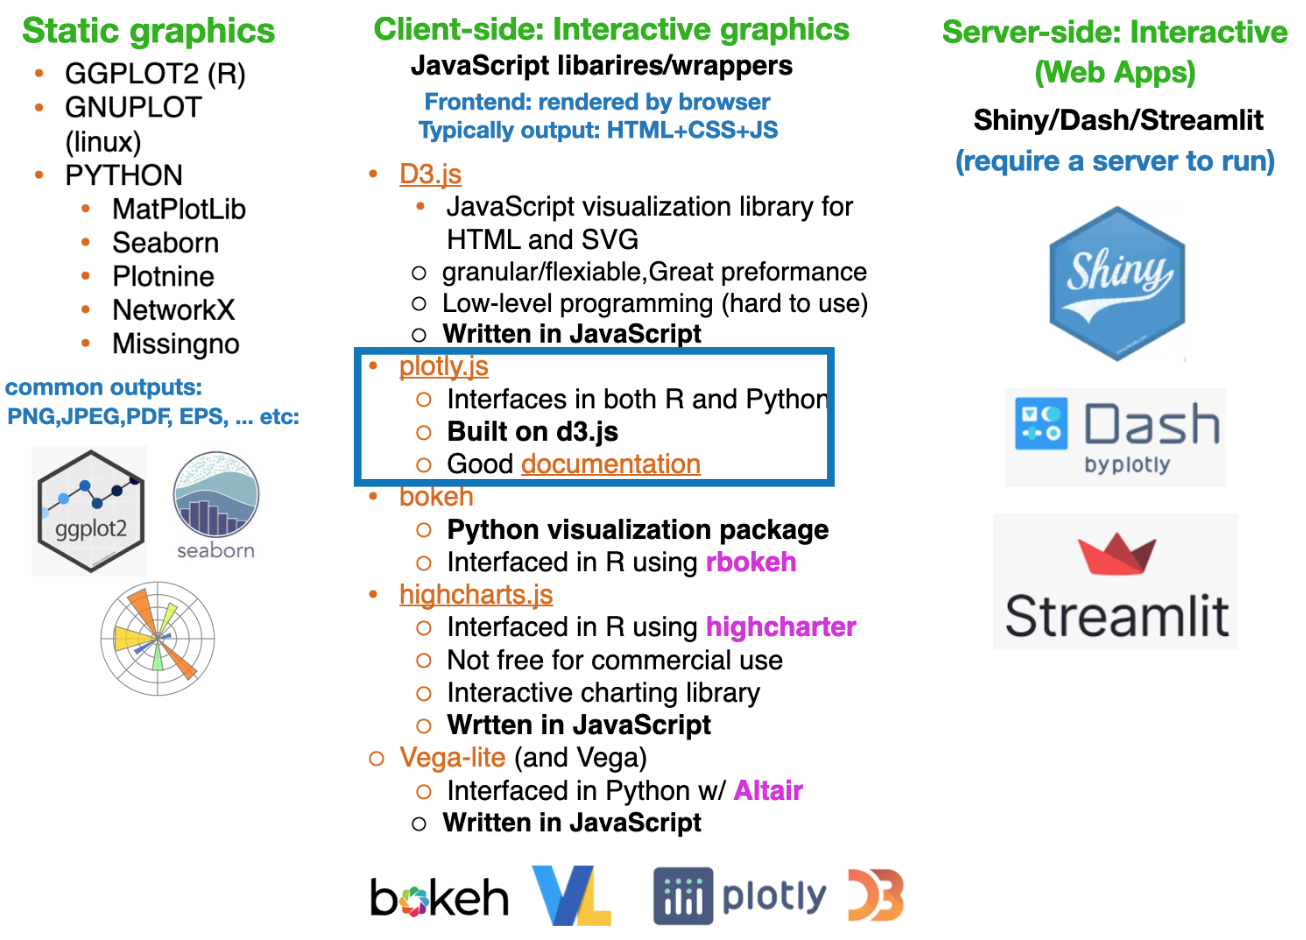 Static graphics
GGPLOT2 (R)
GNUPLOT
(linux)
PYTHON
MatPlotLib
Seaborn
Plotnine
NetworkX
Missingno
common outputs:
PNG,JPEG,PDF, EPS, ... etc:
ggplot2
seaborn
Client-side: Interactive graphics
JavaScript libarires/wrappers
Frontend: rendered by browser
Typically output: HTML+CSS+JS
D3.js
JavaScript visualization library for
HTML and SVG
granular/flexiable,Great preformance
Low-level programming (hard to use)
Written in JavaScript
plotly.js
Interfaces in both R and Python
Built on d3.js
Good documentation
bokeh
Python visualization package
Interfaced in R using rbokeh
highcharts.js
Interfaced in R using highcharter
Not free for commercial use
Interactive charting library
Wrtten in JavaScript
Vega-lite (and Vega)
Interfaced in Python w/ Altair
Written in JavaScript
bokeh
VL
plotly
D3
Server-side: Interactive
(Web Apps)
Shiny/Dash/Streamlit
(require a server to run)
Shiny
Dash
by plotly
Streamlit